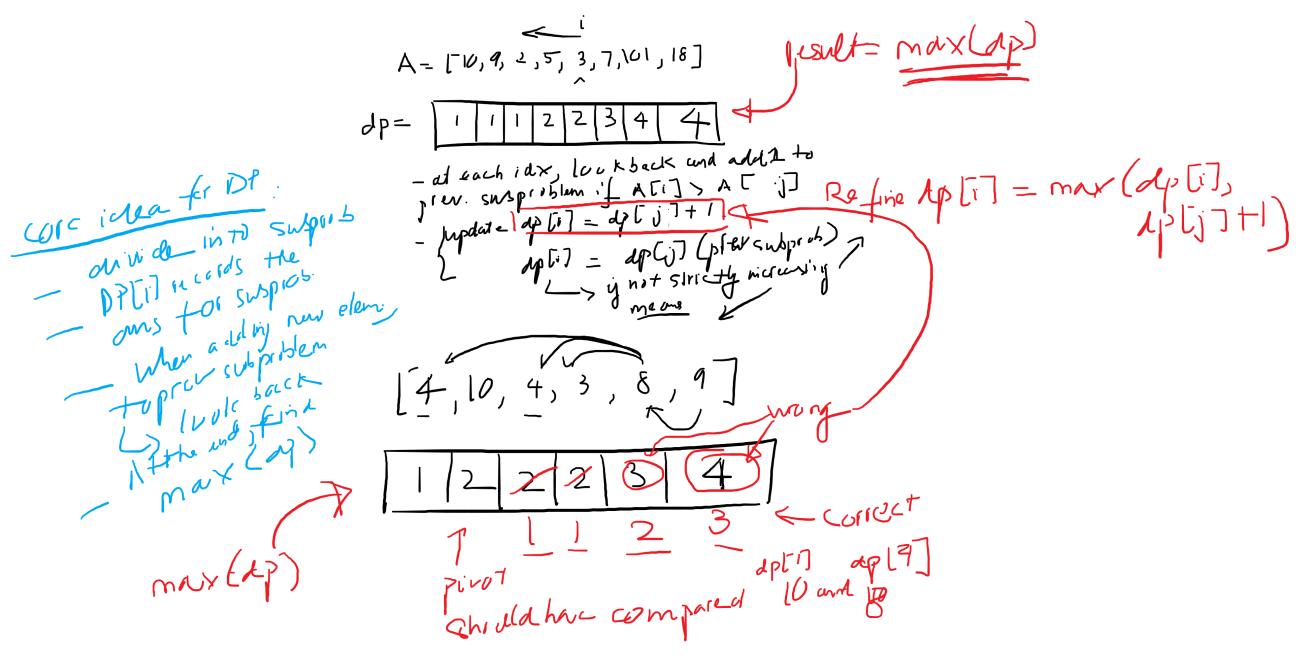 i
A = [10, 9, 2, 5, 3, 7, 101, 18]
^
result = max(dp)
dp =
1 1 1 2 2 3 4 4
- at each idx, look back and add 1 to
prev. subproblem if A[i] > A[j]
- update dp[i] = dp[j] + 1
dp[i] = dp[j] (prev subprob)
if not strictly increasing
means
Refine dp[i] = max(dp[i],
dp[j]+1)
core idea for DP:
- divide into subprob
- DP[i] records the
ans for subprob.
- when adding new elem,
to prev subproblem
look back
- At the end, find
max(dp)
[4, 10, 4, 3, 8, 9]
wrong
1 2 2 2 3 4
1 1 2 3
correct
max(dp)
pivot
should have compared
10 and 8